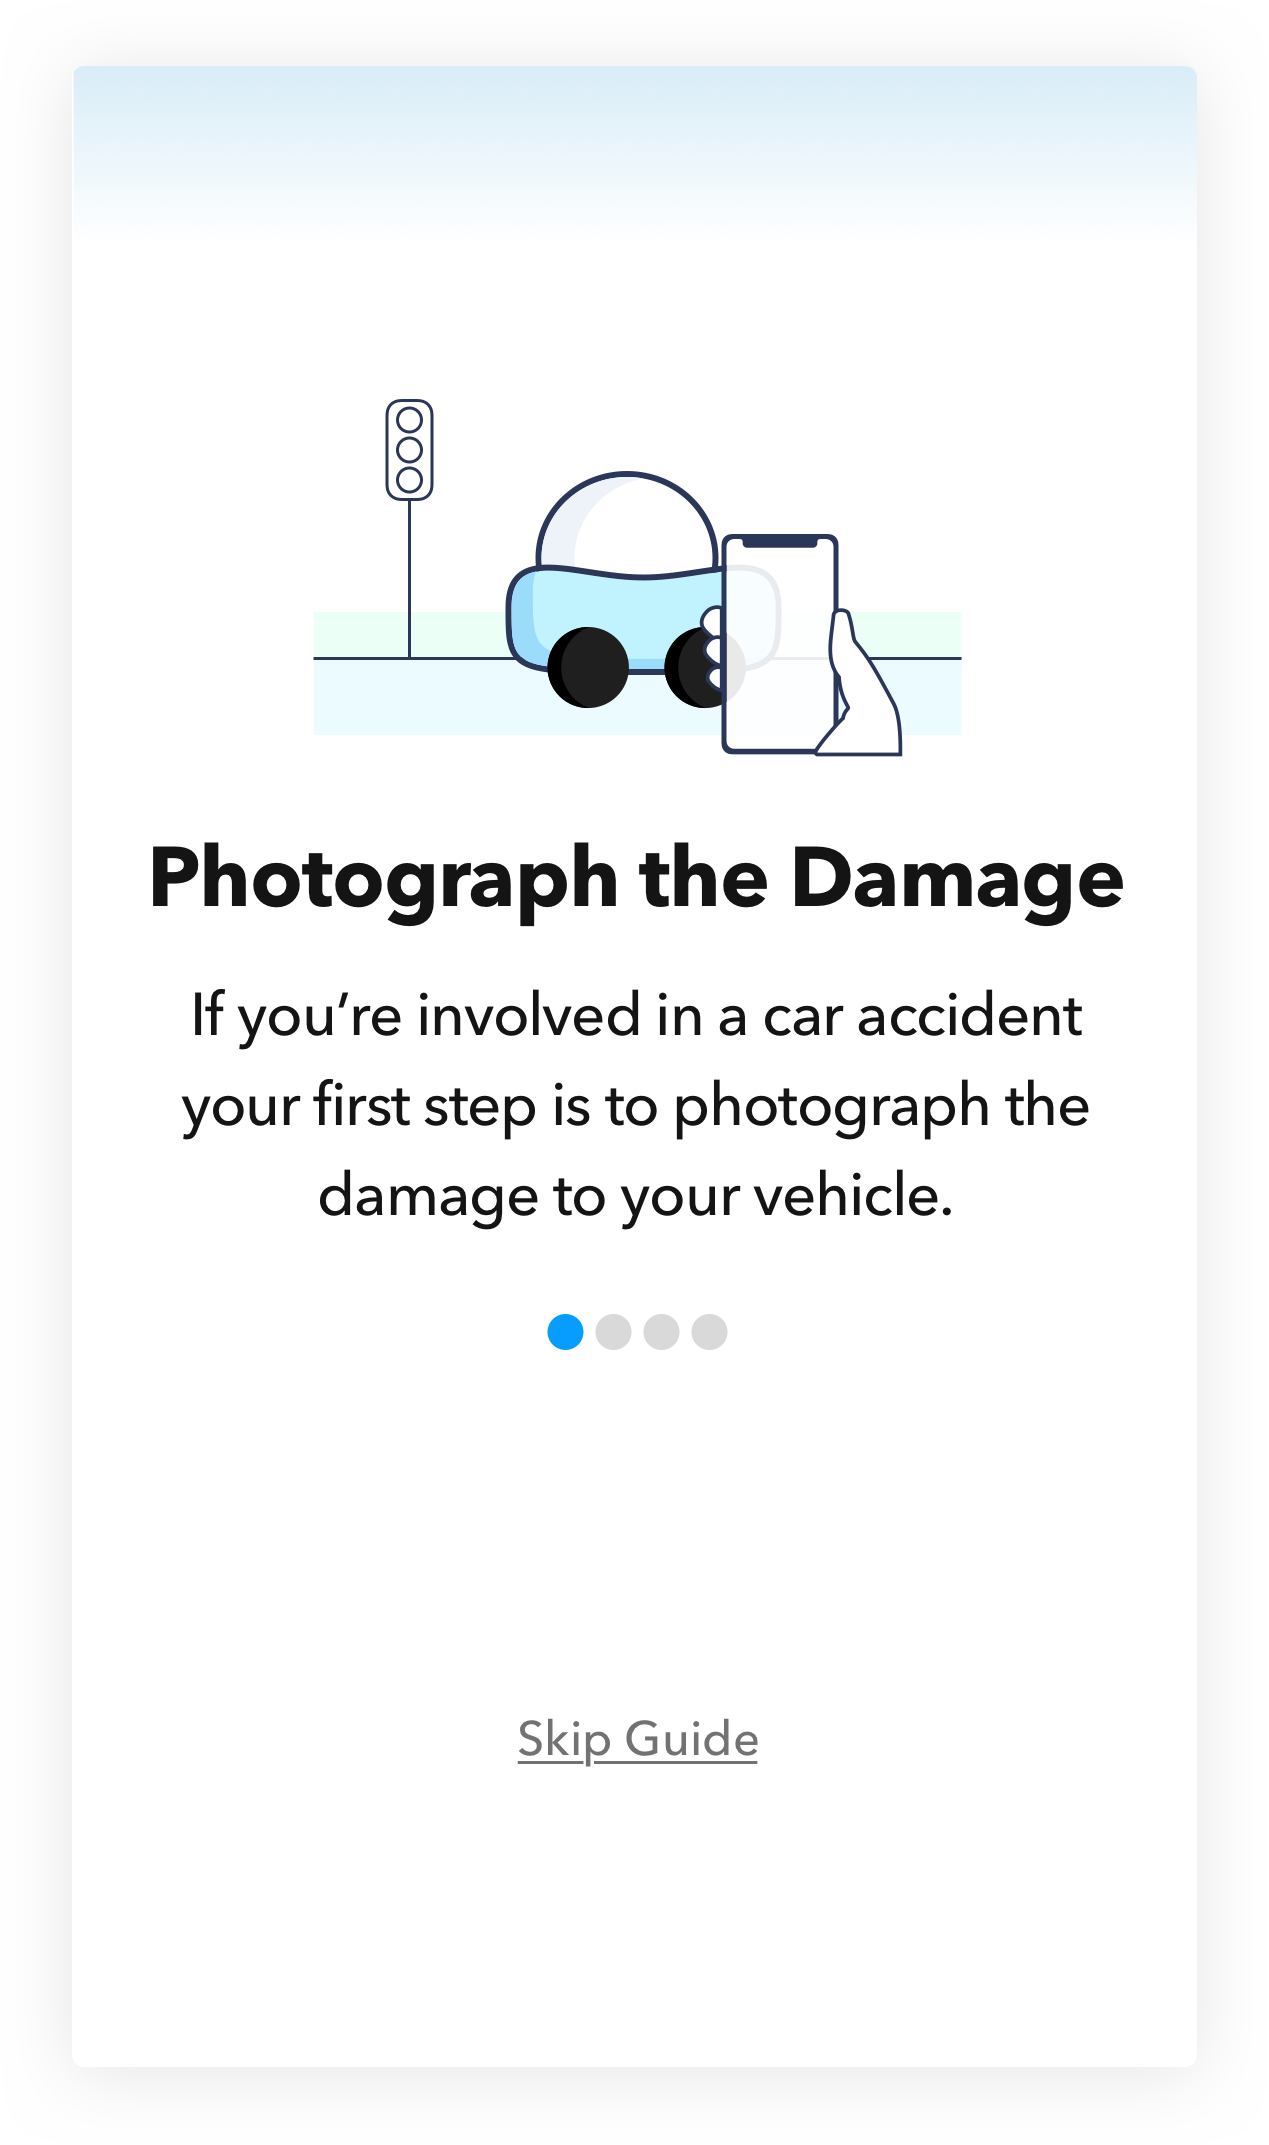 Photograph the Damage
If you’re involved in a car accident
your first step is to photograph the
damage to your vehicle.
Skip Guide